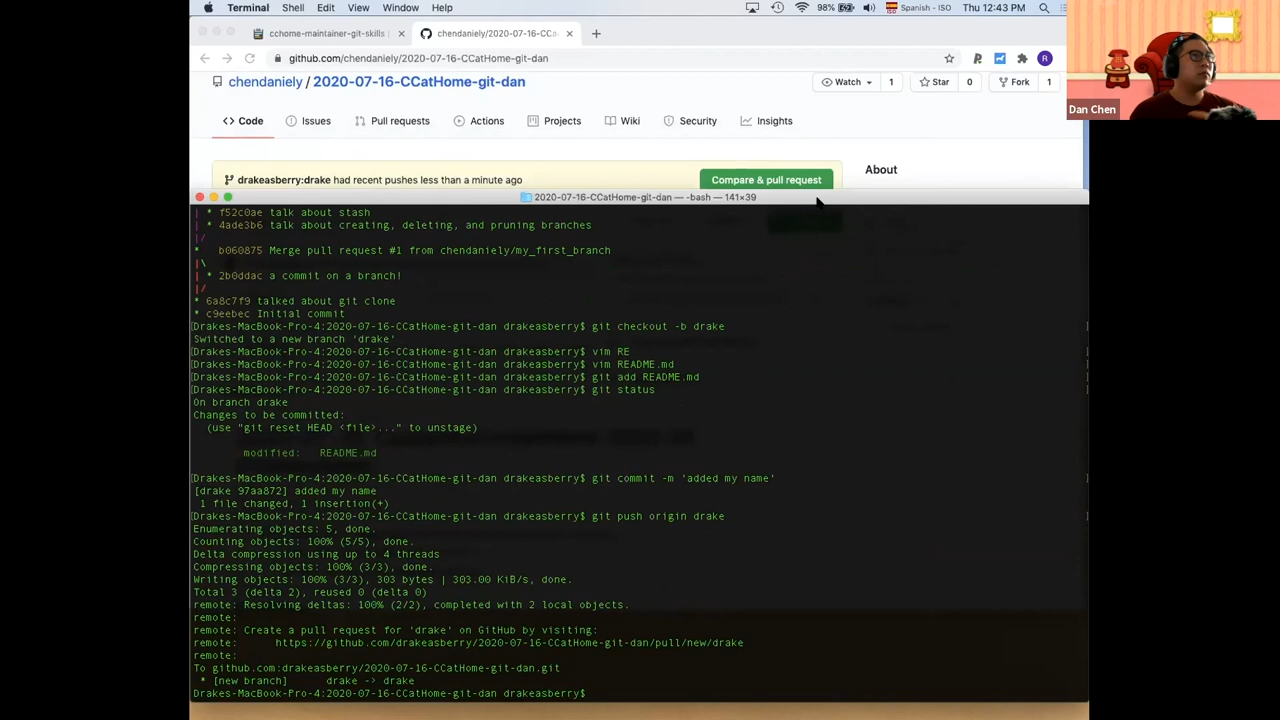 Terminal Shell Edit View Window Help 98% Spanish - ISO Thu 12:43 PM
cchome-maintainer-git-skills × chendaniely/2020-07-16-CCa × +
github.com/chendaniely/2020-07-16-CCatHome-git-dan
chendaniely / 2020-07-16-CCatHome-git-dan Watch 1 Star 0 Fork 1
Dan Chen
Code Issues Pull requests Actions Projects Wiki Security Insights
drakeasberry:drake had recent pushes less than a minute ago Compare & pull request About
2020-07-16-CCatHome-git-dan — -bash — 141×39
| * f52c0ae talk about stash
| * 4ade3b6 talk about creating, deleting, and pruning branches
|/
* b060875 Merge pull request #1 from chendaniely/my_first_branch
|\
| * 2b0ddac a commit on a branch!
|/
* 6a8c7f9 talked about git clone
* c9eebec Initial commit
[Drakes-MacBook-Pro-4:2020-07-16-CCatHome-git-dan drakeasberry$ git checkout -b drake ]
Switched to a new branch 'drake'
[Drakes-MacBook-Pro-4:2020-07-16-CCatHome-git-dan drakeasberry$ vim RE ]
[Drakes-MacBook-Pro-4:2020-07-16-CCatHome-git-dan drakeasberry$ vim README.md ]
[Drakes-MacBook-Pro-4:2020-07-16-CCatHome-git-dan drakeasberry$ git add README.md ]
[Drakes-MacBook-Pro-4:2020-07-16-CCatHome-git-dan drakeasberry$ git status ]
On branch drake
Changes to be committed:
(use "git reset HEAD <file>..." to unstage)
modified: README.md
[Drakes-MacBook-Pro-4:2020-07-16-CCatHome-git-dan drakeasberry$ git commit -m 'added my name' ]
[drake 97aa872] added my name
1 file changed, 1 insertion(+)
[Drakes-MacBook-Pro-4:2020-07-16-CCatHome-git-dan drakeasberry$ git push origin drake ]
Enumerating objects: 5, done.
Counting objects: 100% (5/5), done.
Delta compression using up to 4 threads
Compressing objects: 100% (3/3), done.
Writing objects: 100% (3/3), 303 bytes | 303.00 KiB/s, done.
Total 3 (delta 2), reused 0 (delta 0)
remote: Resolving deltas: 100% (2/2), completed with 2 local objects.
remote:
remote: Create a pull request for 'drake' on GitHub by visiting:
remote: https://github.com/drakeasberry/2020-07-16-CCatHome-git-dan/pull/new/drake
remote:
To github.com:drakeasberry/2020-07-16-CCatHome-git-dan.git
* [new branch] drake -> drake
Drakes-MacBook-Pro-4:2020-07-16-CCatHome-git-dan drakeasberry$